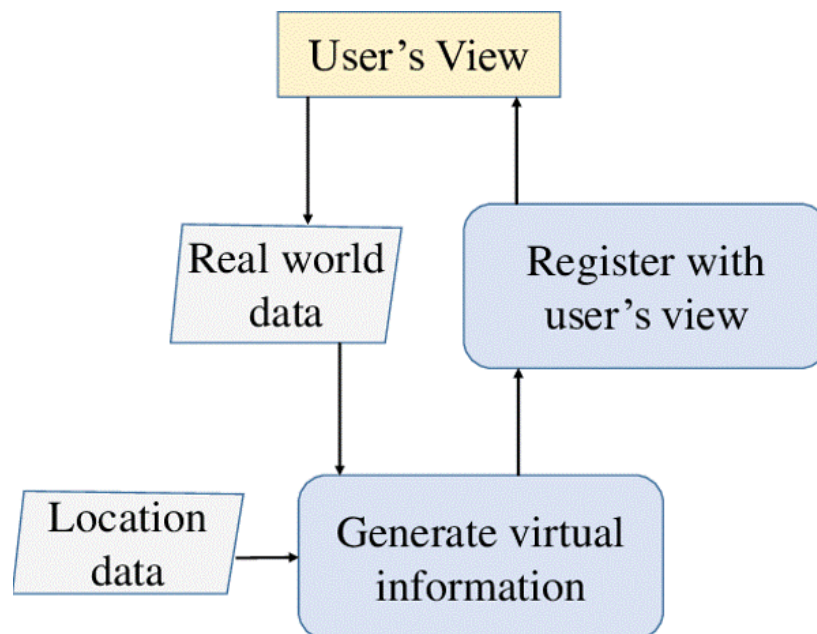 User’s View
Real world
data
Register with
user’s view
Location
data
Generate virtual
information